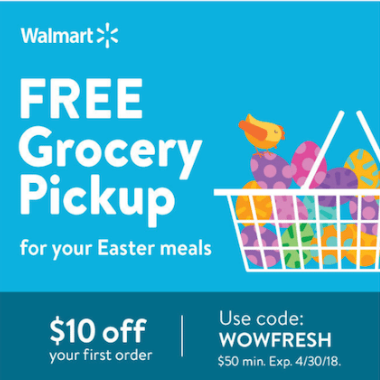 Walmart
FREE
Grocery
Pickup
for your Easter meals
$10 off
your first order
Use code:
WOWFRESH
$50 min. Exp. 4/30/18.